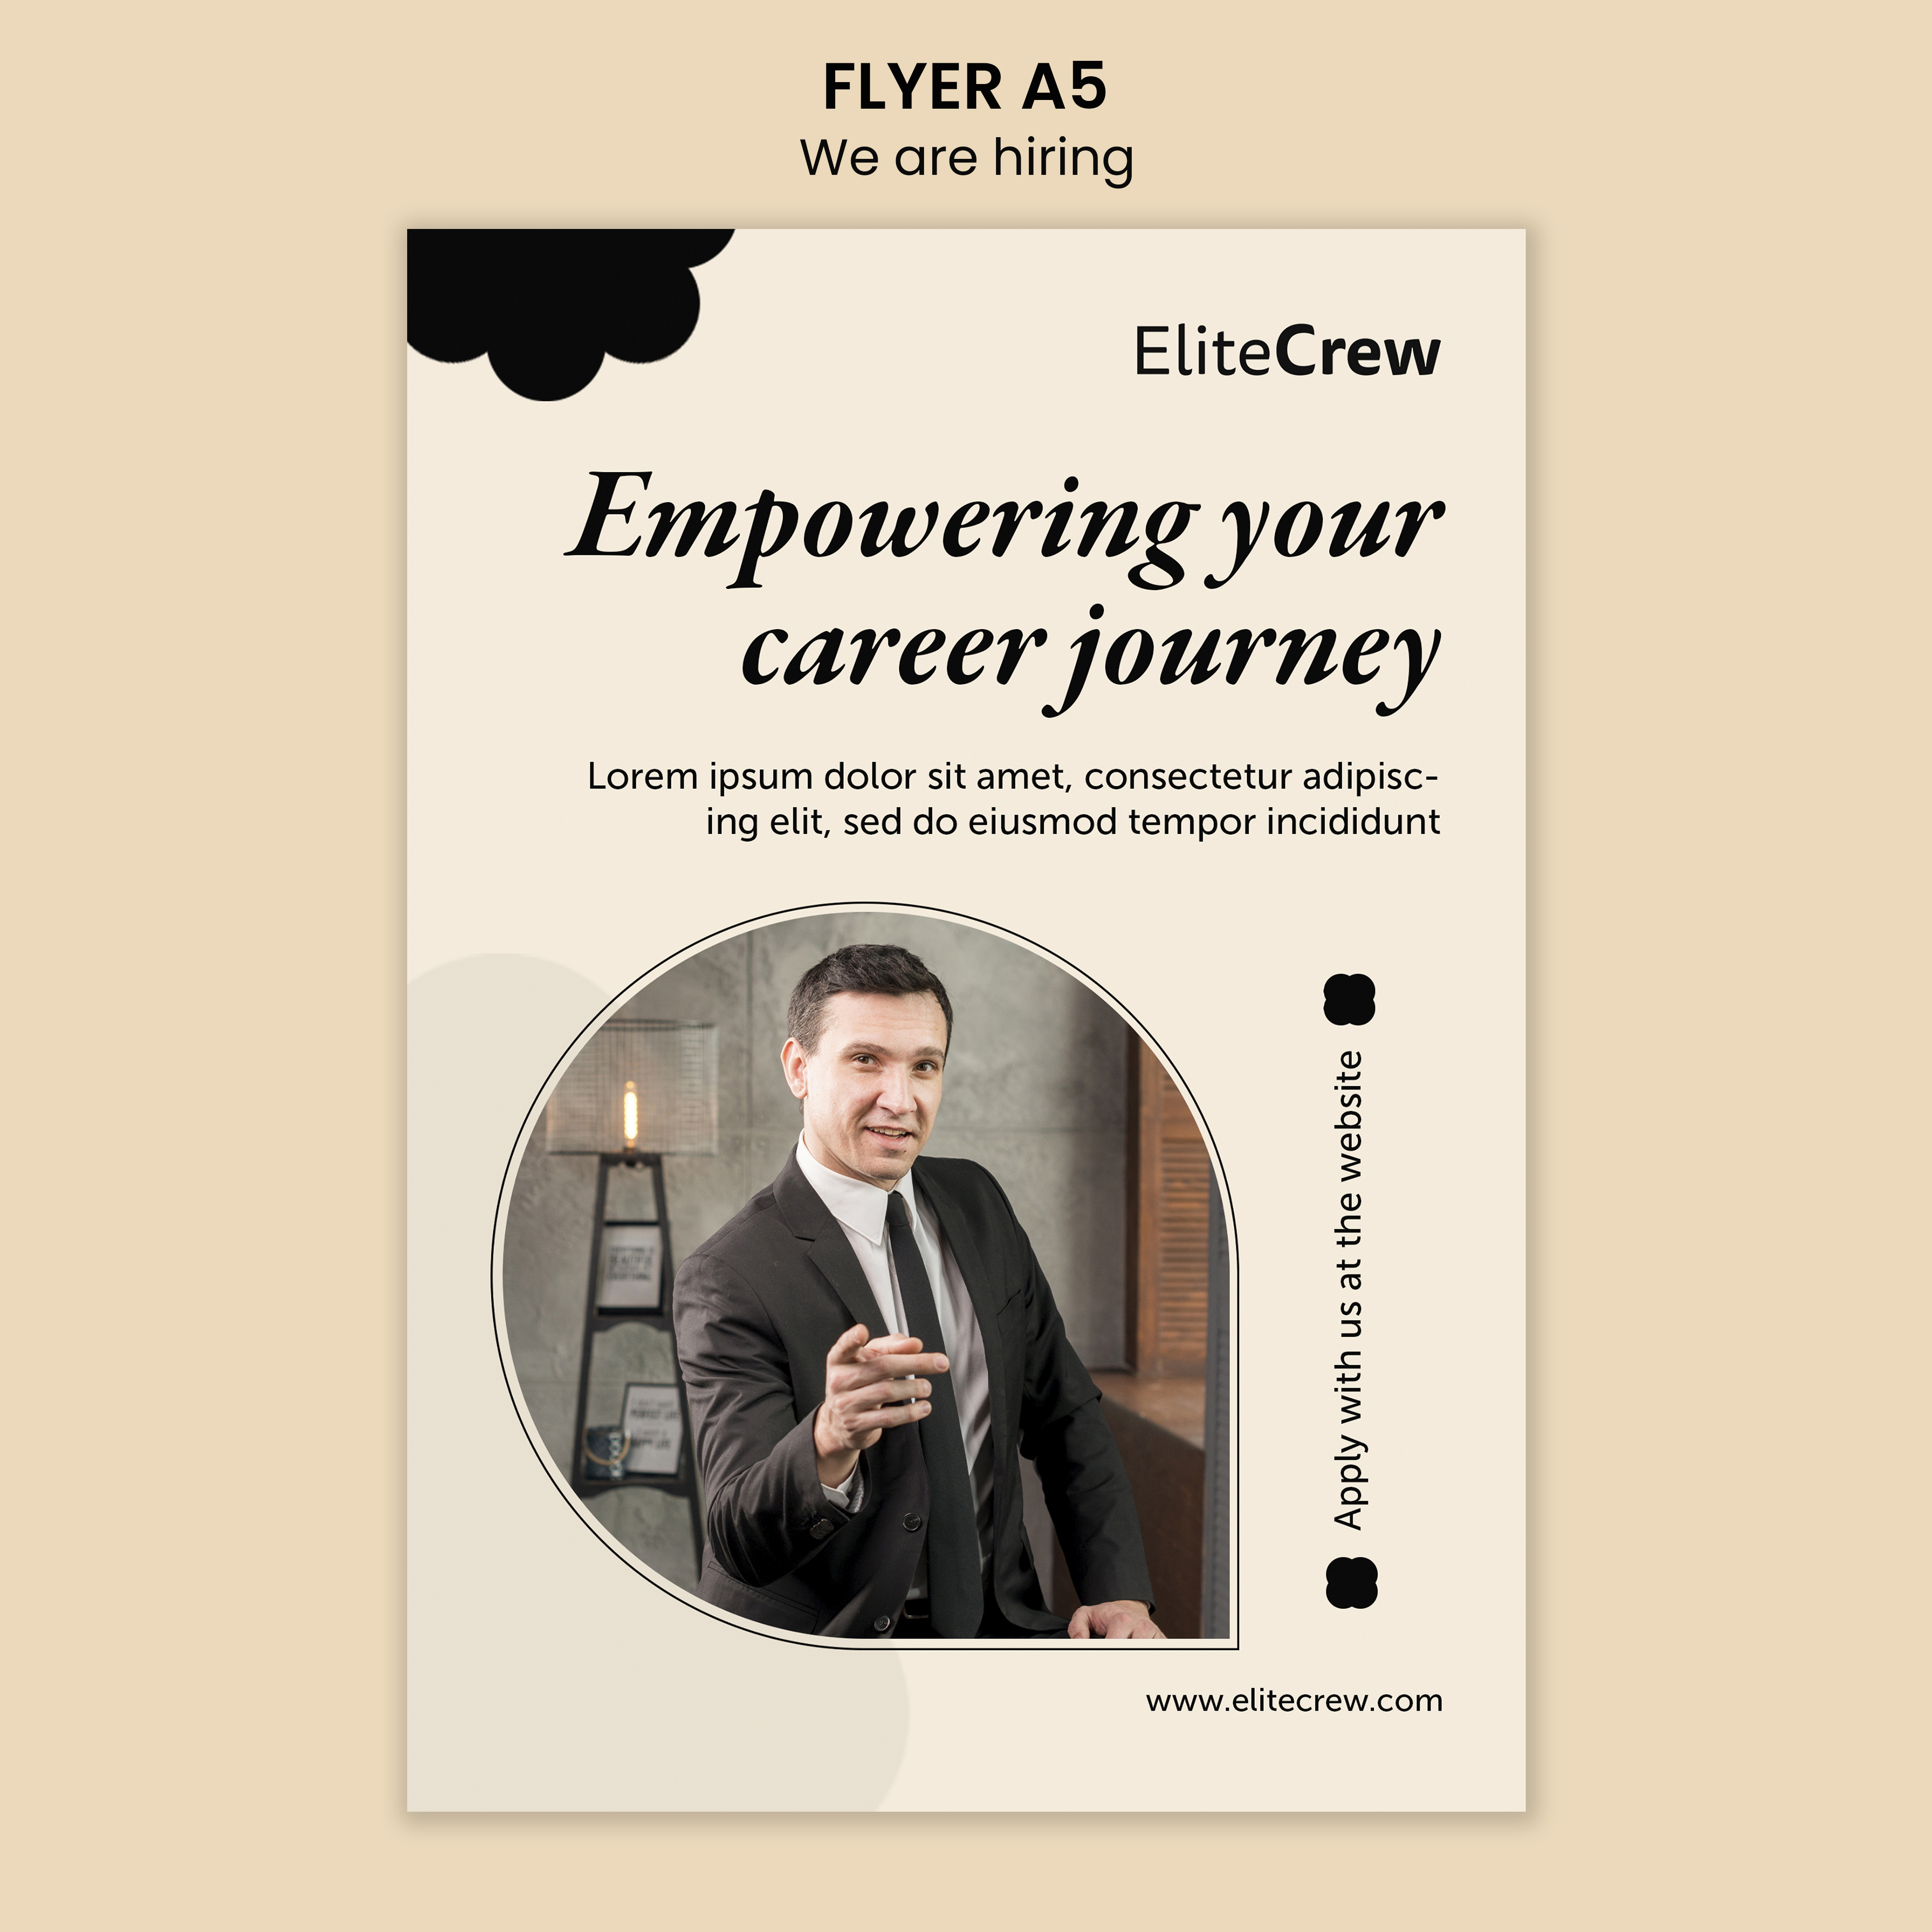 FLYER A5
We are hiring
EliteCrew
Empowering your
career journey
Lorem ipsum dolor sit amet, consectetur adipisc-
ing elit, sed do eiusmod tempor incididunt
Apply with us at the website
www.elitecrew.com